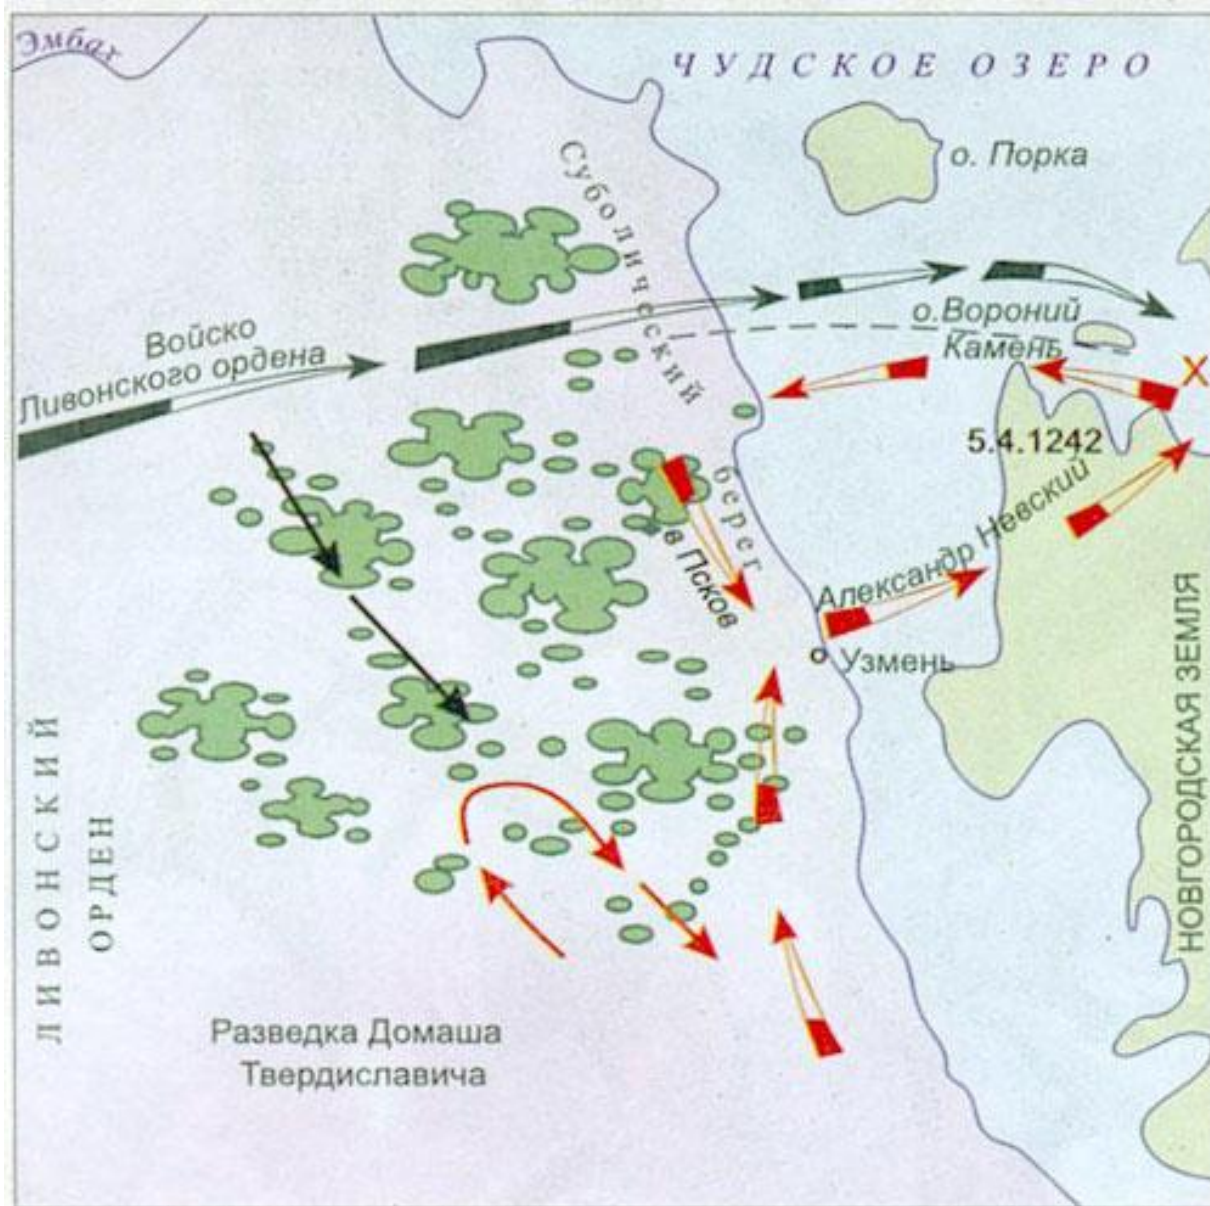 Эмбах
ЧУДСКОЕ ОЗЕРО
о. Порка
Суболический
берег
Войско
Ливонского ордена
о.Вороний
Камень
Х
5.4.1242
в Псков
Александр Невский
Узмень
ЛИВОНСКИЙ
ОРДЕН
НОВГОРОДСКАЯ ЗЕМЛЯ
Разведка Домаша
Твердиславича